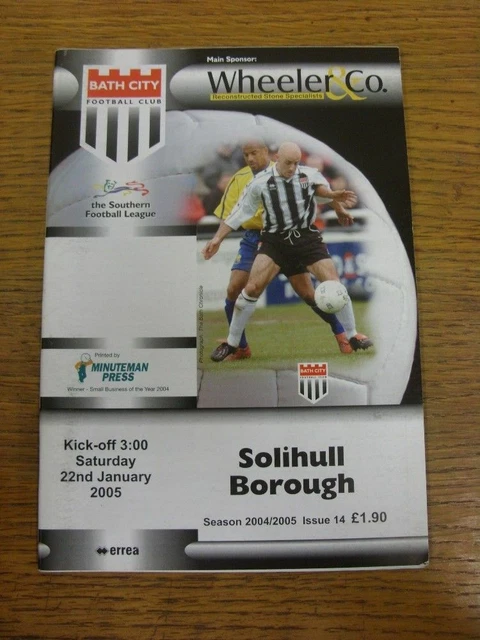 Main Sponsor:
Wheeler&Co.
Reconstructed Stone Specialists
BATH CITY
FOOTBALL CLUB
the Southern
Football League
Printed by
MINUTEMAN
PRESS
Winner - Small Business of the Year 2004
BATH CITY
Kick-off 3:00
Saturday
22nd January
2005
Solihull
Borough
Season 2004/2005 Issue 14 £1.90
errea